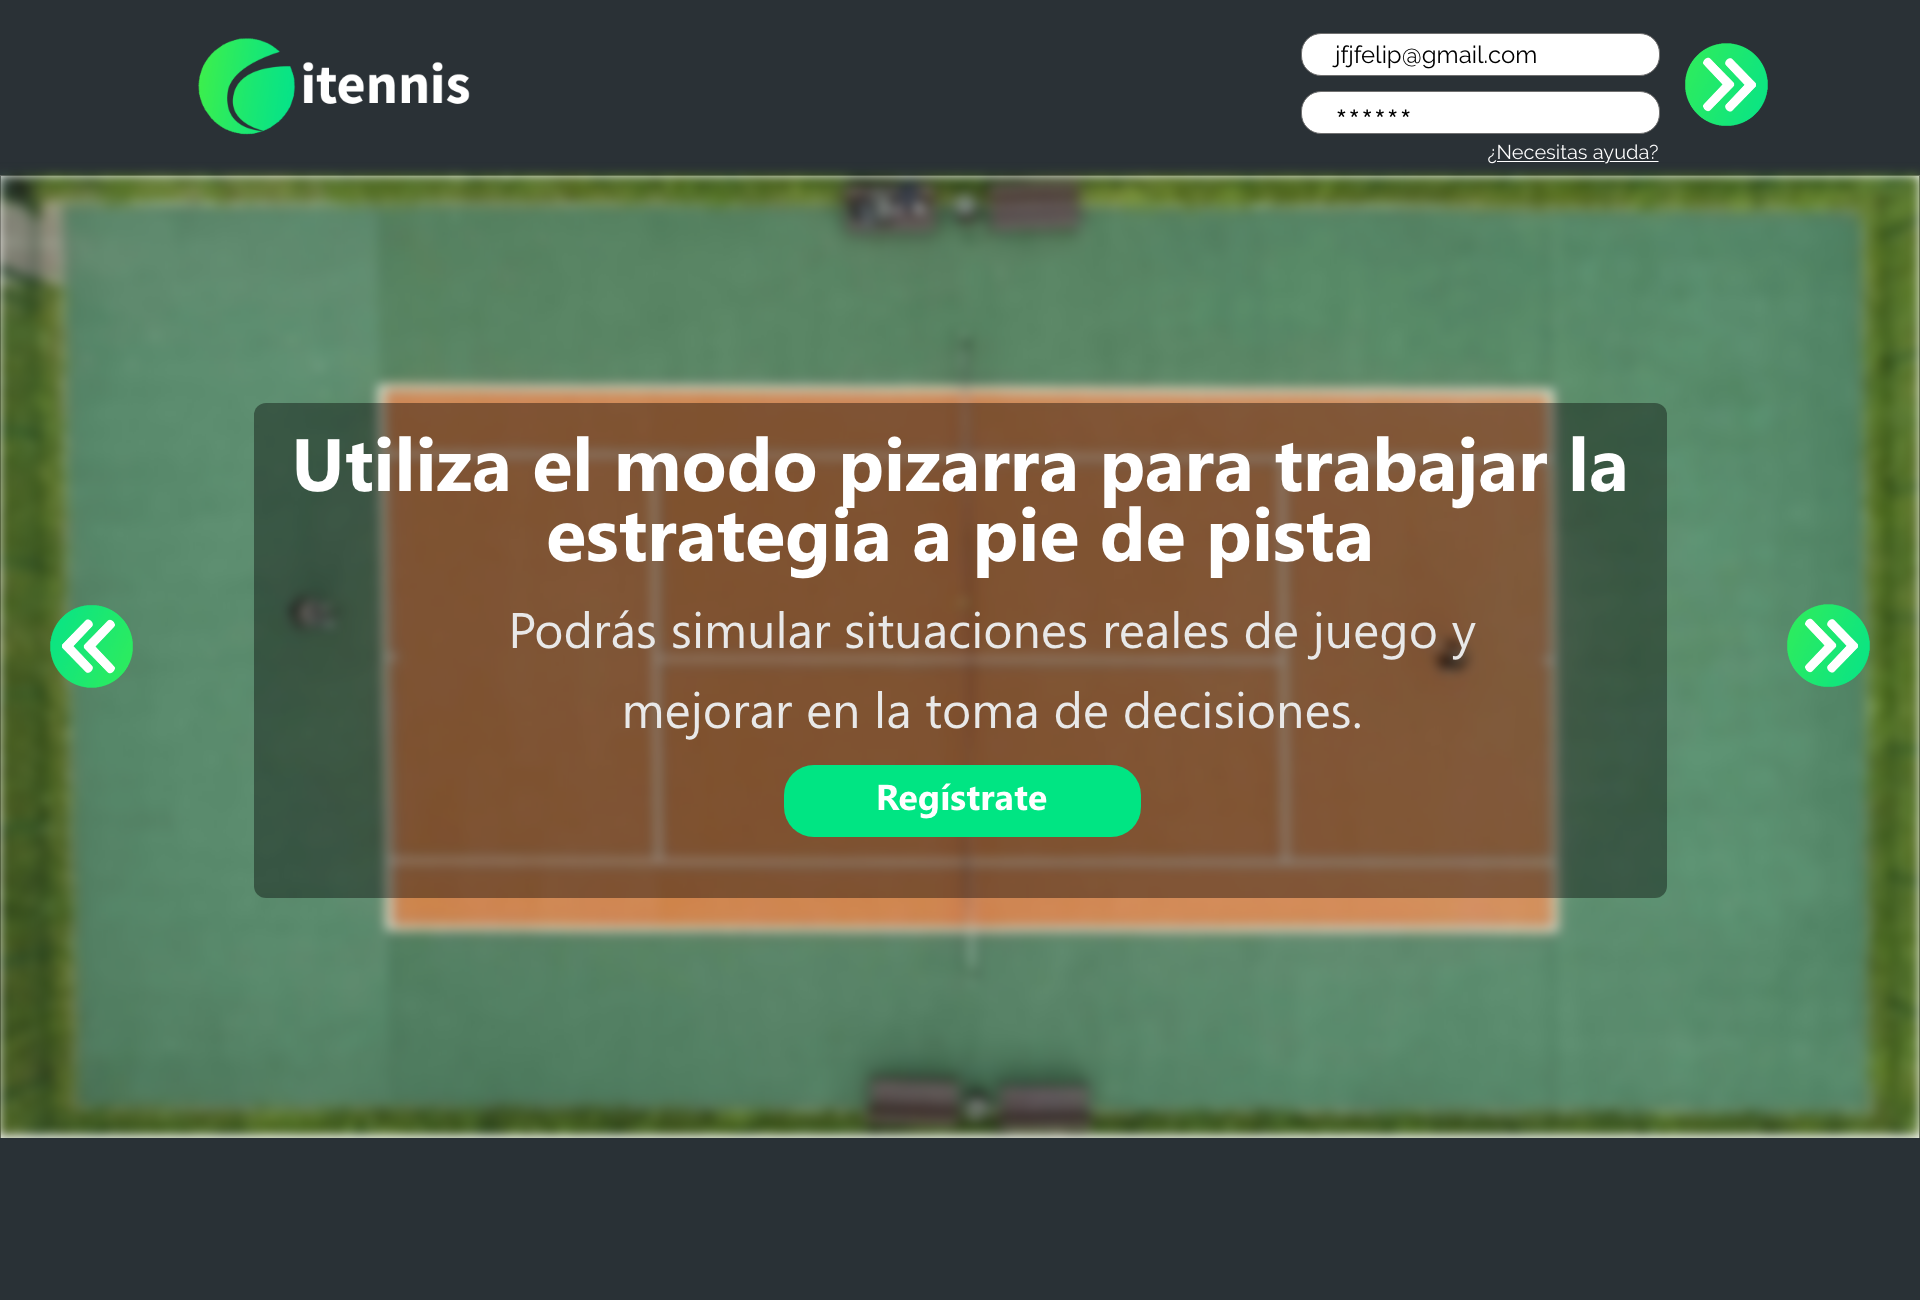 itennis
jfjfelip@gmail.com
******
¿Necesitas ayuda?
Utiliza el modo pizarra para trabajar la
estrategia a pie de pista
Podrás simular situaciones reales de juego y
mejorar en la toma de decisiones.
Regístrate